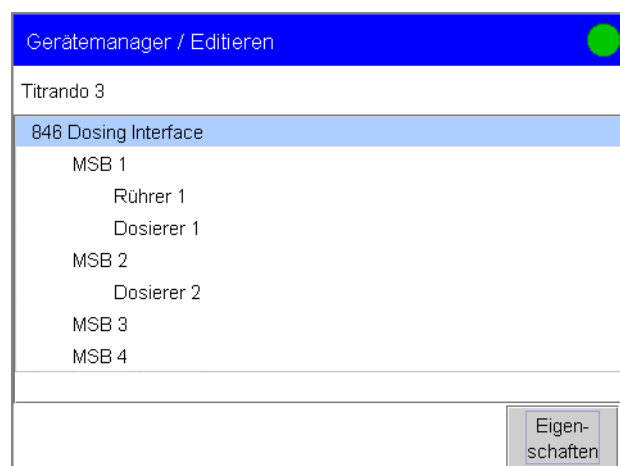 Gerätemanager / Editieren
Titrando 3
846 Dosing Interface
MSB 1
Rührer 1
Dosierer 1
MSB 2
Dosierer 2
MSB 3
MSB 4
Eigen-
schaften